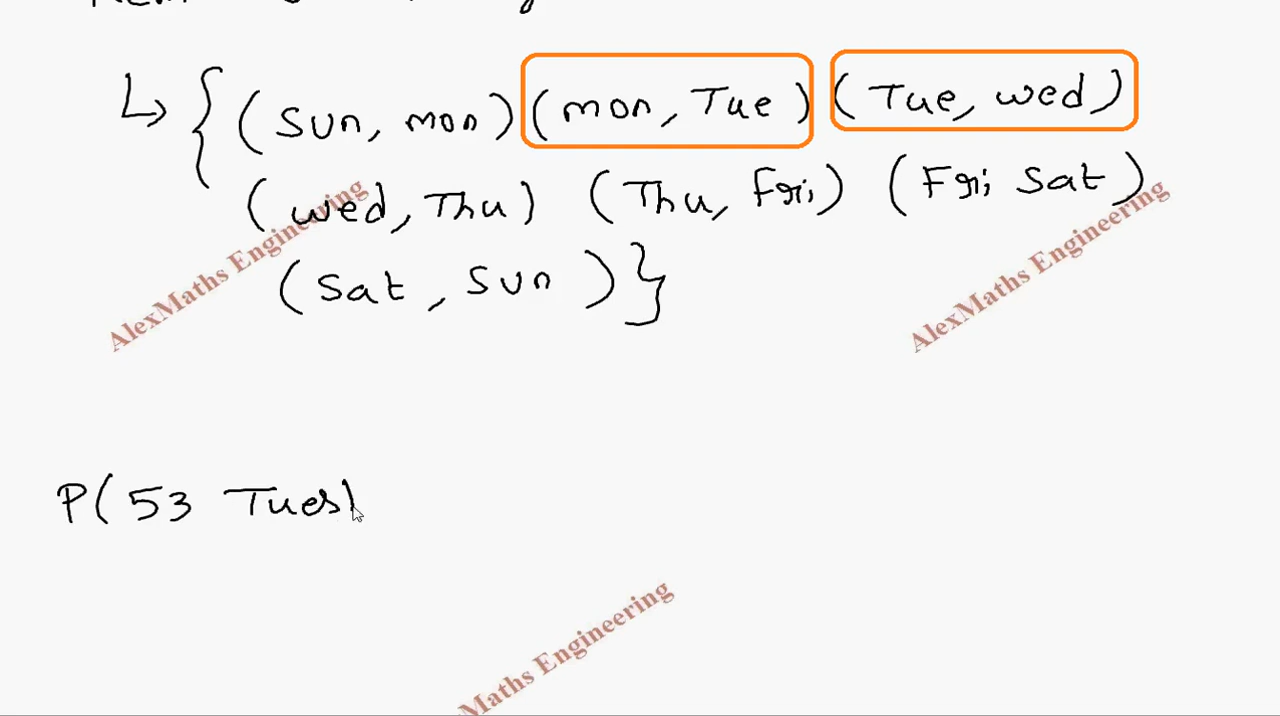 ↳ { (Sun, mon) (mon, Tue) (Tue, wed)
(wed, Thu) (Thu, Fri,) (Fri, Sat)
(Sat, Sun) }
P(53 Tues)
AlexMaths Engineering
AlexMaths Engineering
Maths Engineering